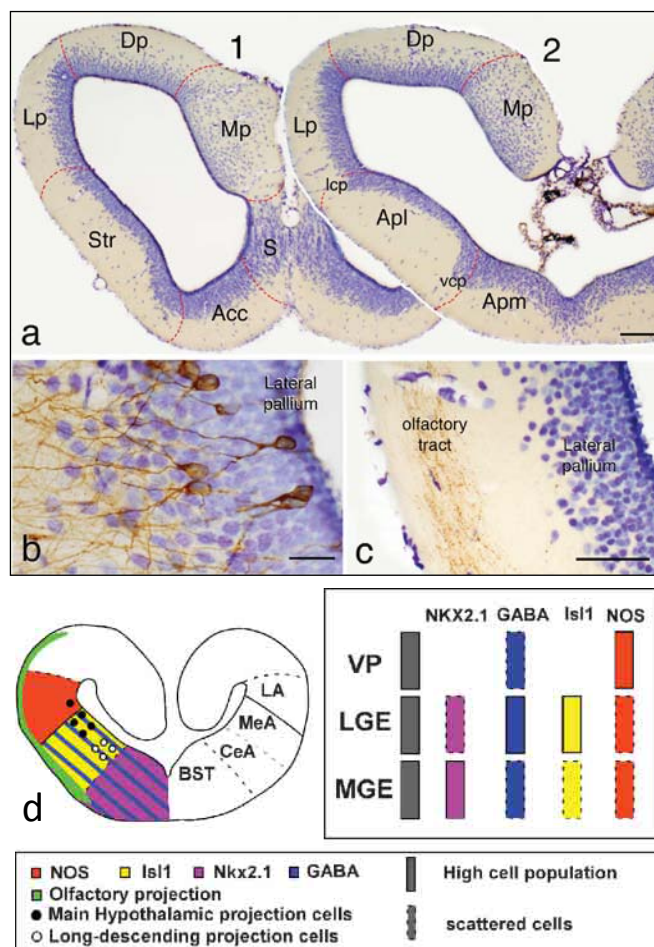 Dp
1
Dp
2
Lp
Mp
Lp
Mp
lcp
Str
Apl
S
vcp
Acc
Apm
a
Lateral
pallium
b
olfactory
tract
Lateral
pallium
c
LA
MeA
CeA
BST
d
NKX2.1 GABA Isl1 NOS
VP
LGE
MGE
NOS Isl1 Nkx2.1 GABA
Olfactory projection
Main Hypothalamic projection cells
Long-descending projection cells
High cell population
scattered cells